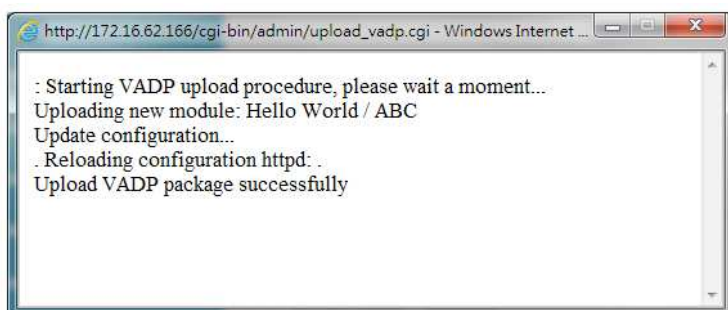 http://172.16.62.166/cgi-bin/admin/upload_vadp.cgi - Windows Internet ...
: Starting VADP upload procedure, please wait a moment...
Uploading new module: Hello World / ABC
Update configuration...
. Reloading configuration httpd: .
Upload VADP package successfully